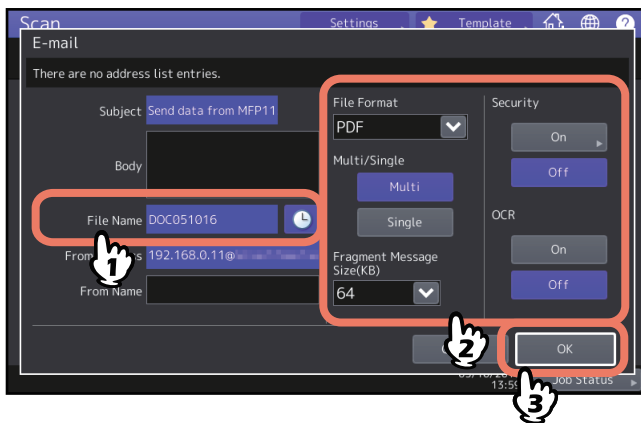 Scan
Settings
Template
?
E-mail
There are no address list entries.
Subject
Send data from MFP11
Body
File Name
DOC051016
From
s
192.168.0.11@
From Name
File Format
PDF
Multi/Single
Multi
Single
Fragment Message
Size(KB)
64
Security
On
Off
OCR
On
Off
OK
13:59
Job Status
1
2
3